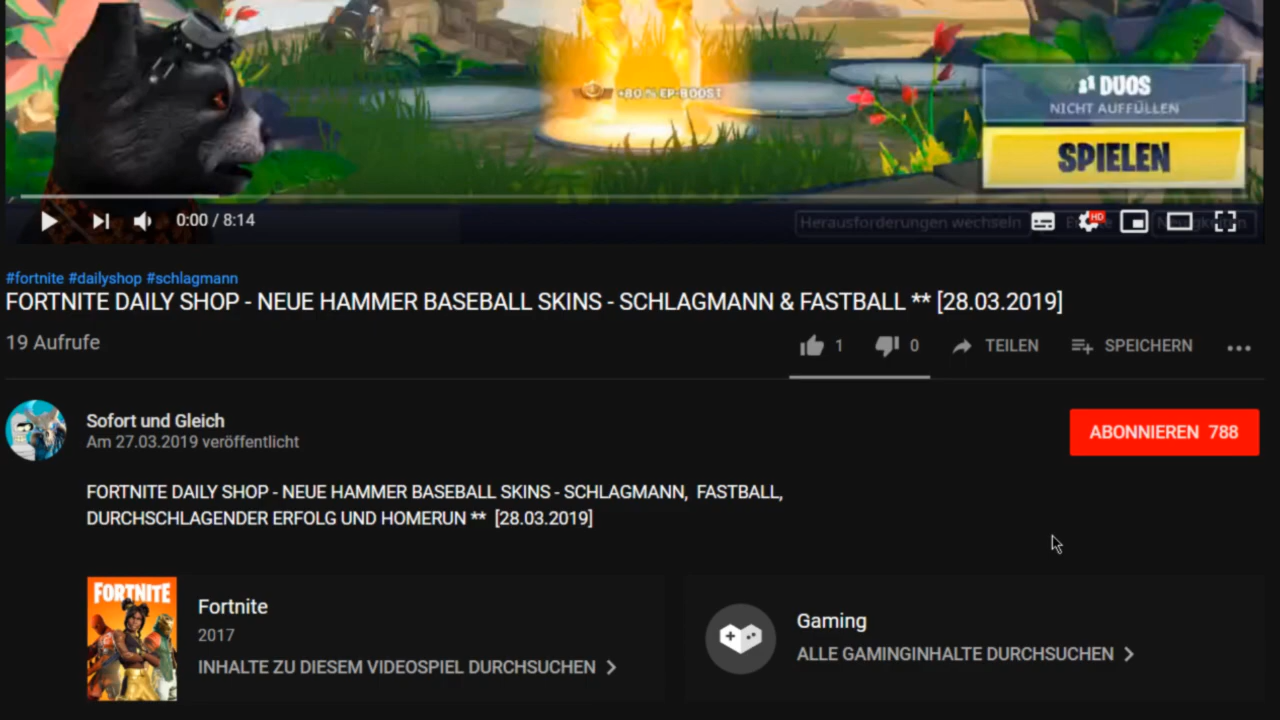 +80 % EP-BOOST
DUOS
NICHT AUFFÜLLEN
SPIELEN
0:00 / 8:14
Herausforderungen wechseln
HD
#fortnite #dailyshop #schlagmann
FORTNITE DAILY SHOP - NEUE HAMMER BASEBALL SKINS - SCHLAGMANN & FASTBALL ** [28.03.2019]
19 Aufrufe
1 0 TEILEN SPEICHERN
Sofort und Gleich
Am 27.03.2019 veröffentlicht
ABONNIEREN 788
FORTNITE DAILY SHOP - NEUE HAMMER BASEBALL SKINS - SCHLAGMANN, FASTBALL,
DURCHSCHLAGENDER ERFOLG UND HOMERUN ** [28.03.2019]
FORTNITE
Fortnite
2017
INHALTE ZU DIESEM VIDEOSPIEL DURCHSUCHEN
Gaming
ALLE GAMINGINHALTE DURCHSUCHEN